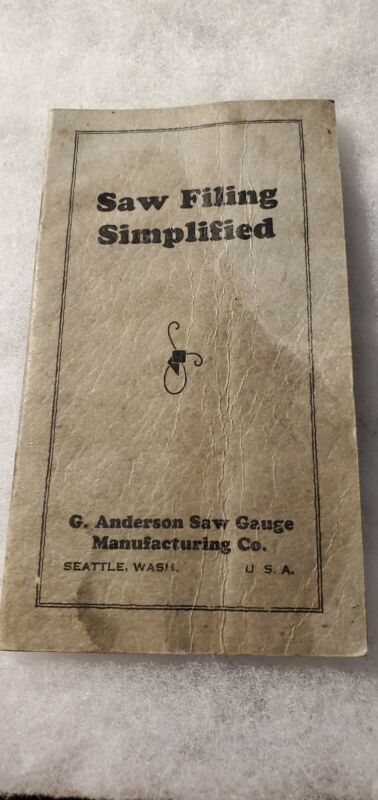 Saw Filing
Simplified
G. Anderson Saw Gauge
Manufacturing Co.
SEATTLE, WASH. U. S. A.